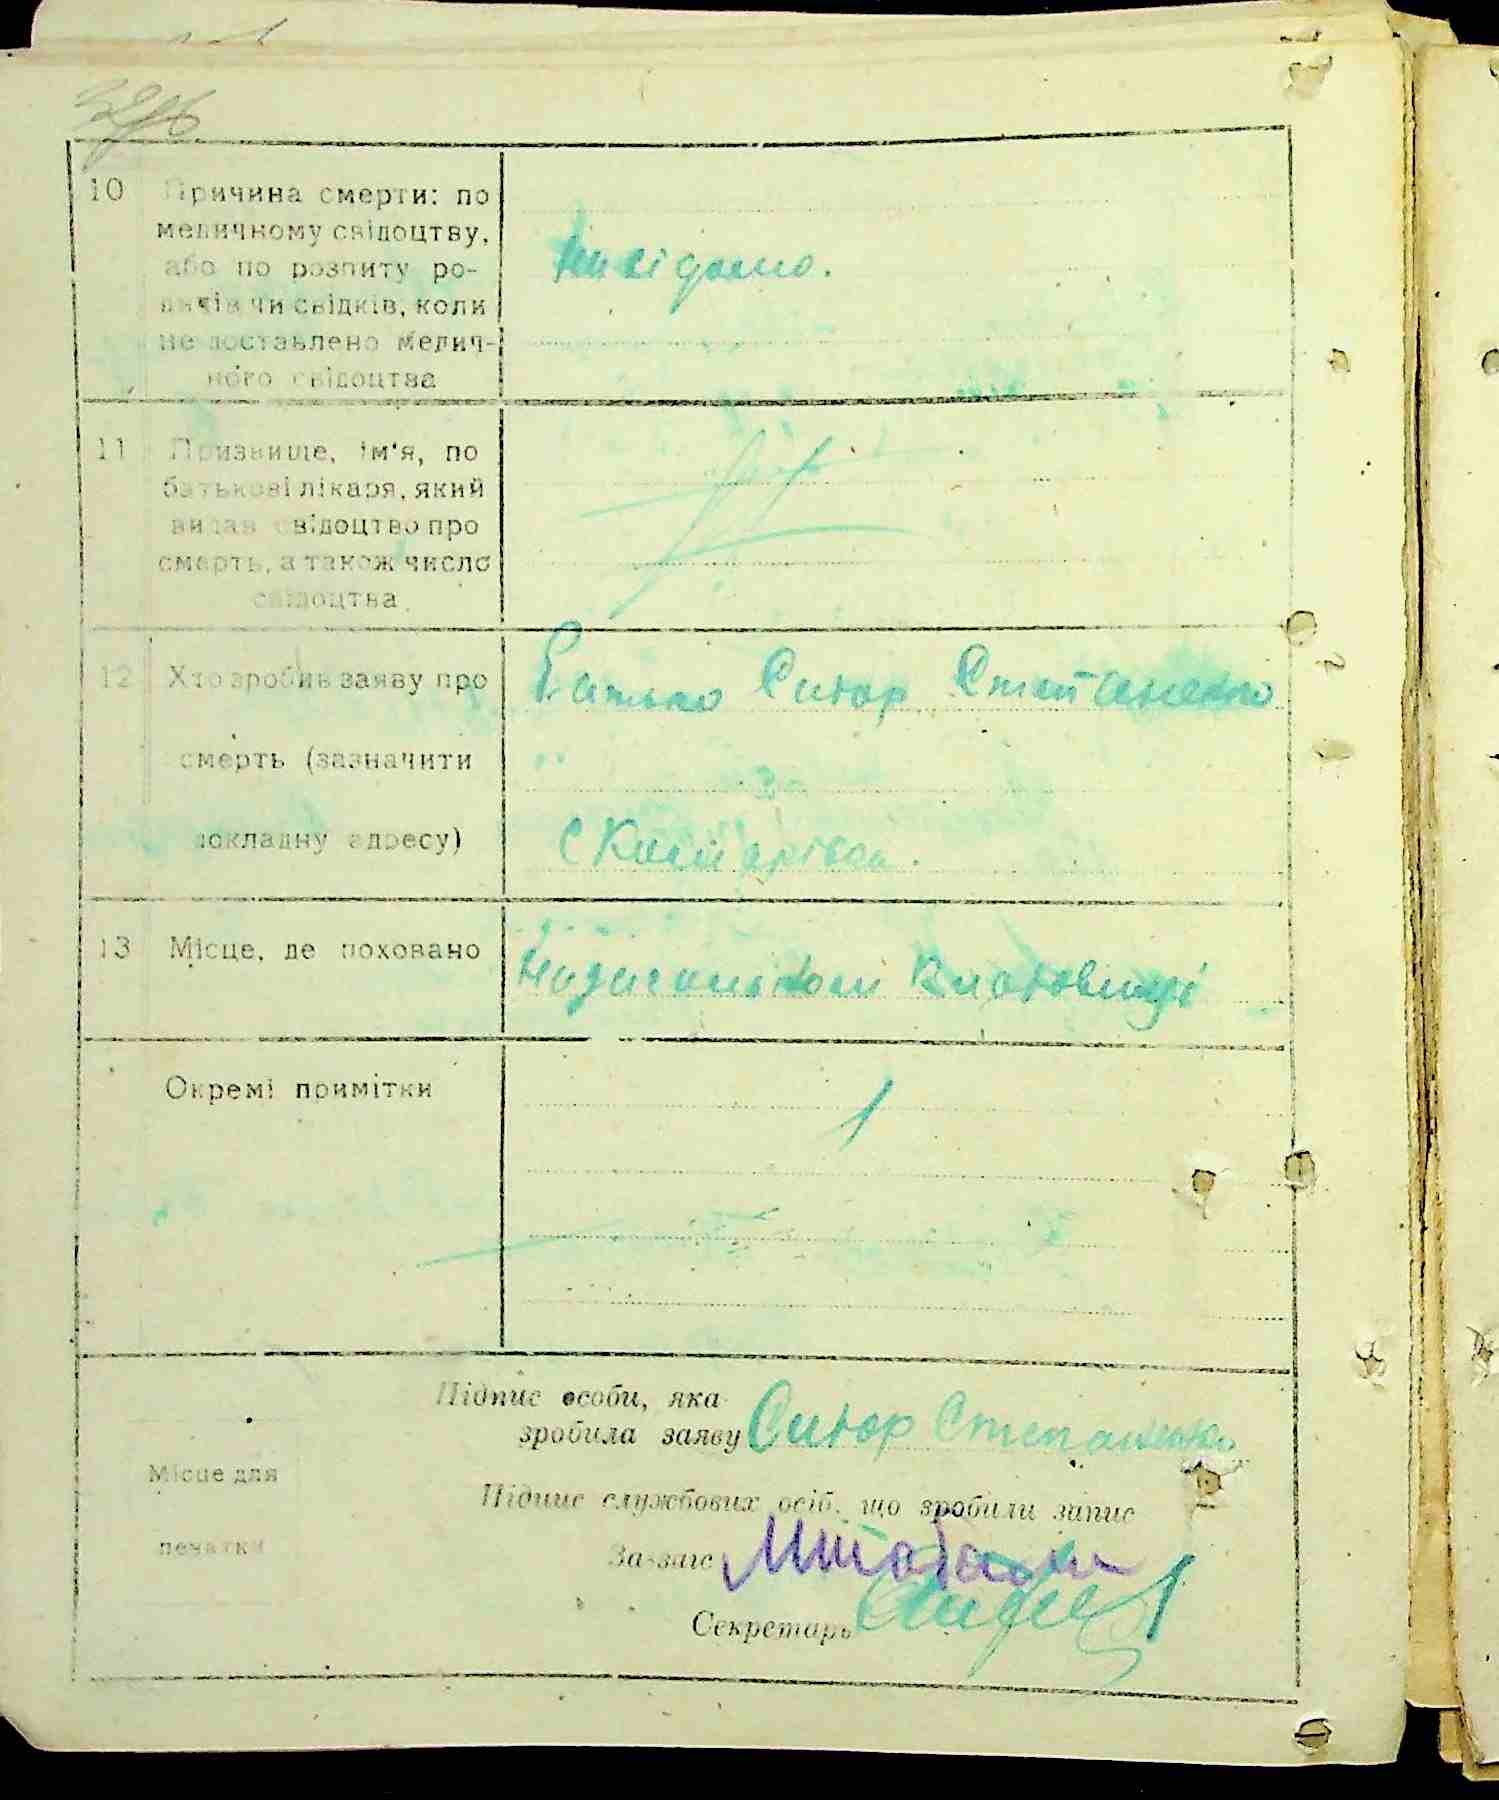 10 Причина смерти: по
медичному свідоцтву,
або по розпиту ро-
дичів чи свідків, коли
не доставлено медич-
ного свідоцтва
невідомо.
11 Призвище, ім'я, по
батькові лікаря, який
видав свідоцтво про
смерть, а також число
свідоцтва
12 Хто зробив заяву про
смерть (зазначити
докладну адресу)
Батько Сидор Степаненко
с
13 Місце, де поховано
Окремі примітки
Підпис особи, яка
зробила заяву Сидор Степаненко
Місце для
печатки
Підпис службових осіб, що зробили запис
Зав-загс
Секретарь